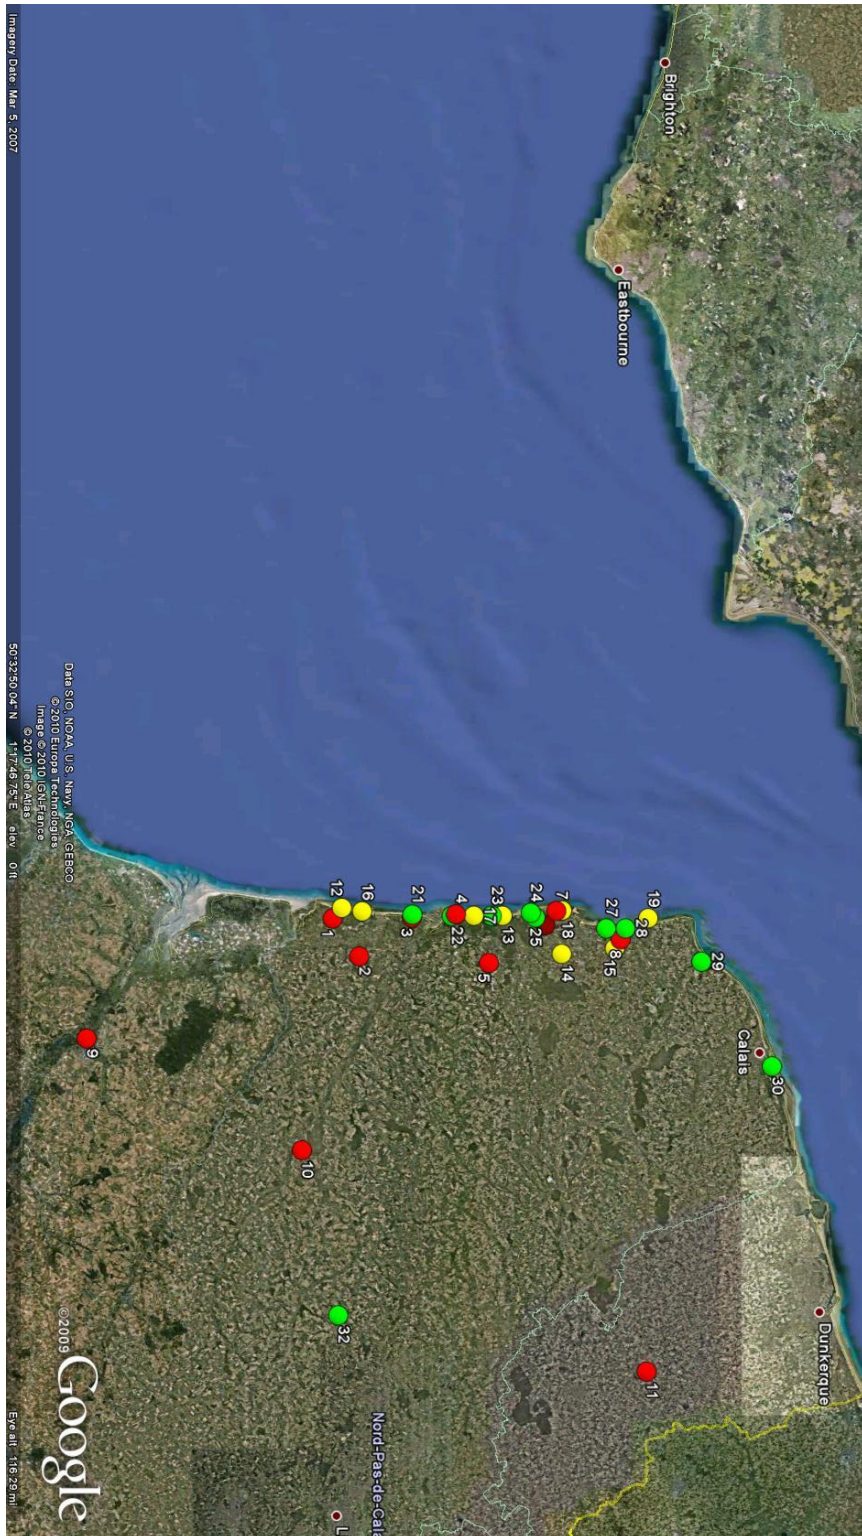 Brighton
Eastbourne
19
28
27
8
15
29
Calais
30
Dunkerque
7
18
14
24
25
23
13
17
4
22
5
21
3
16
12
1
2
9
10
32
11
Nord-Pas-de-Cala
L
Data SIO, NOAA, U.S. Navy, NGA, GEBCO
© 2010 Europa Technologies
Image © 2010 IGN-France
© 2010 Tele Atlas
©2009 Google
Imagery Date: Mar 5, 2007
50°32'50.04" N 1°17'46.75" E elev 0 ft
Eye alt 116.29 mi